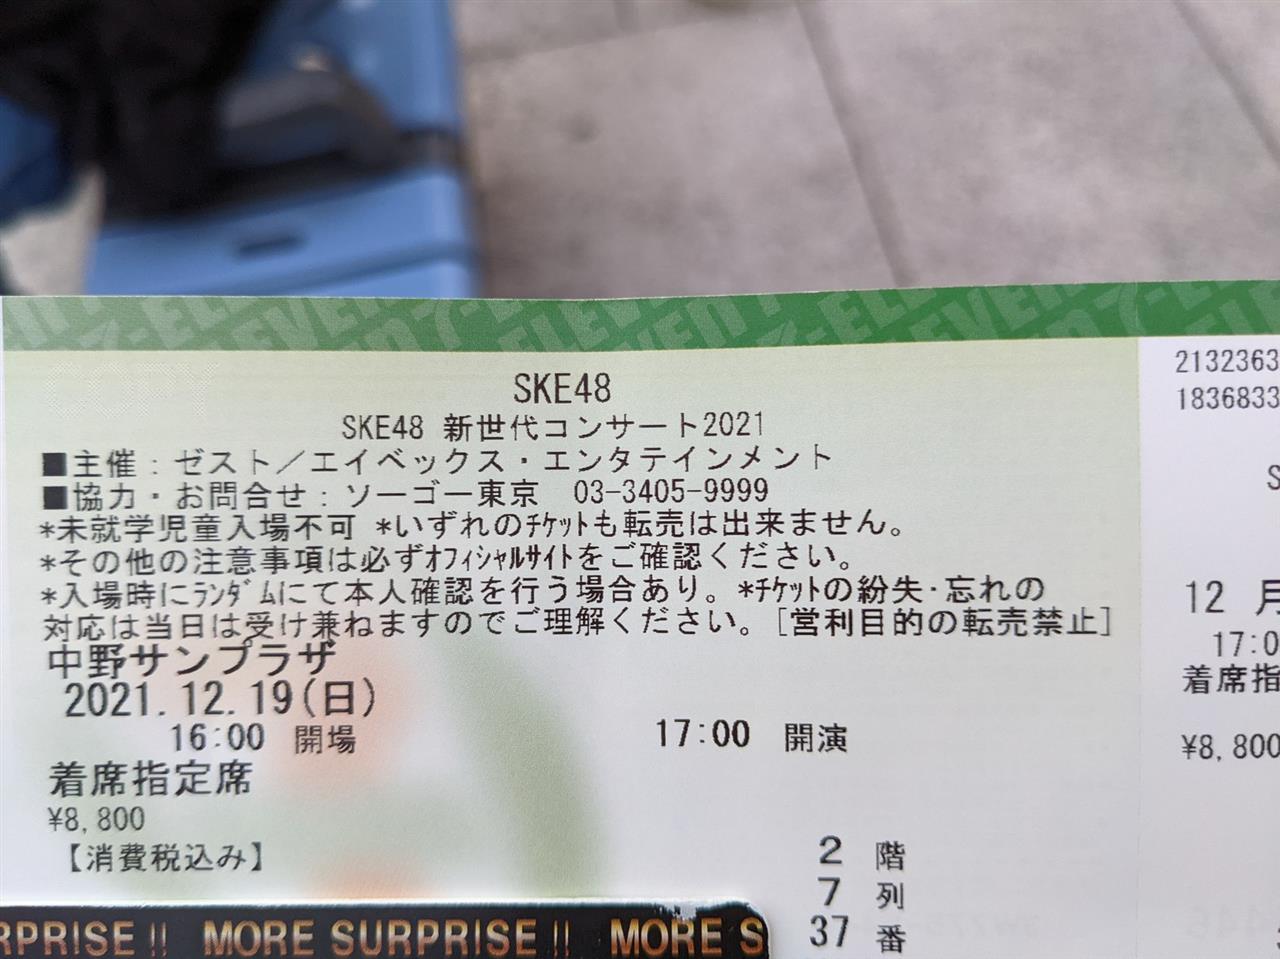 7-ELEVEN
SKE48
SKE48 新世代コンサート2021
■主催：ゼスト／エイベックス・エンタテインメント
■協力・お問合せ：ソーゴー東京 03-3405-9999
*未就学児童入場不可 *いずれのﾁｹｯﾄも転売は出来ません。
*その他の注意事項は必ずｵﾌｨｼｬﾙｻｲﾄをご確認ください。
*入場時にﾗﾝﾀﾞﾑにて本人確認を行う場合あり。*ﾁｹｯﾄの紛失･忘れの
対応は当日は受け兼ねますのでご理解ください。[営利目的の転売禁止]
中野サンプラザ
2021.12.19(日)
16:00 開場 17:00 開演
着席指定席
¥8,800
【消費税込み】
2 階
7 列
37 番
RPRISE!! MORE SURPRISE!! MORE S
2132363
1836833
S
12 月
17:0
着席指
¥8,800